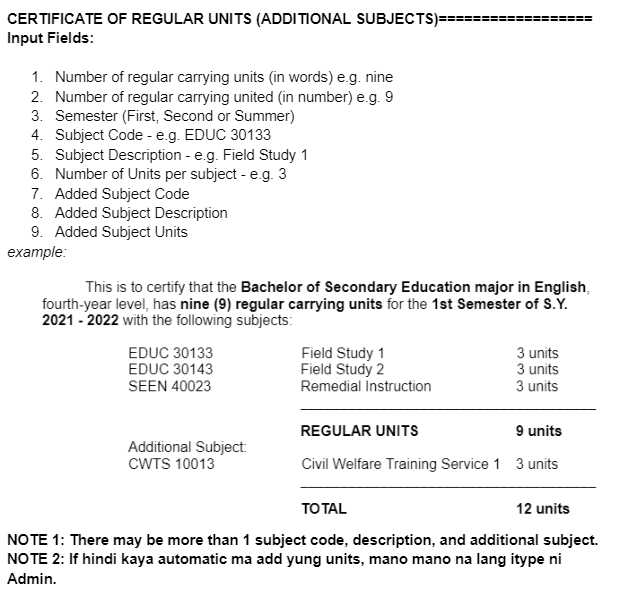 CERTIFICATE OF REGULAR UNITS (ADDITIONAL SUBJECTS)==================
Input Fields:
1. Number of regular carrying units (in words) e.g. nine
2. Number of regular carrying united (in number) e.g. 9
3. Semester (First, Second or Summer)
4. Subject Code - e.g. EDUC 30133
5. Subject Description - e.g. Field Study 1
6. Number of Units per subject - e.g. 3
7. Added Subject Code
8. Added Subject Description
9. Added Subject Units
example:
This is to certify that the Bachelor of Secondary Education major in English,
fourth-year level, has nine (9) regular carrying units for the 1st Semester of S.Y.
2021 - 2022 with the following subjects:
EDUC 30133 Field Study 1 3 units
EDUC 30143 Field Study 2 3 units
SEEN 40023 Remedial Instruction 3 units
REGULAR UNITS 9 units
Additional Subject:
CWTS 10013 Civil Welfare Training Service 1 3 units
TOTAL 12 units
NOTE 1: There may be more than 1 subject code, description, and additional subject.
NOTE 2: If hindi kaya automatic ma add yung units, mano mano na lang itype ni
Admin.